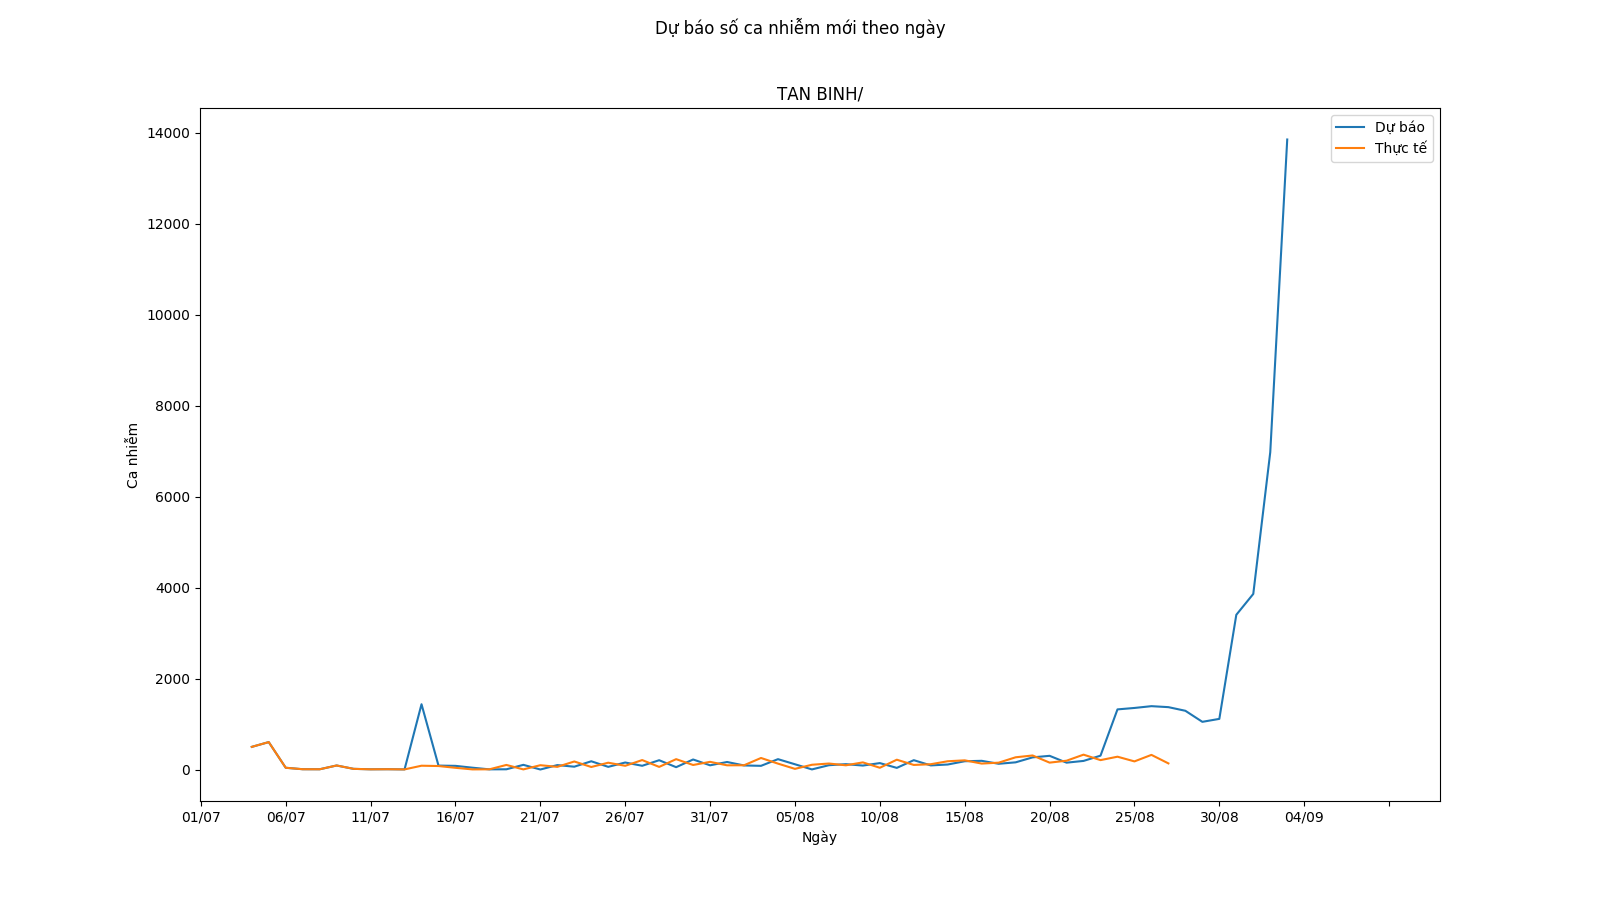 Dự báo số ca nhiễm mới theo ngày
TAN BINH/
Dự báo
Thực tế
14000
12000
10000
8000
6000
4000
2000
0
Ca nhiễm
01/07 06/07 11/07 16/07 21/07 26/07 31/07 05/08 10/08 15/08 20/08 25/08 30/08 04/09
Ngày